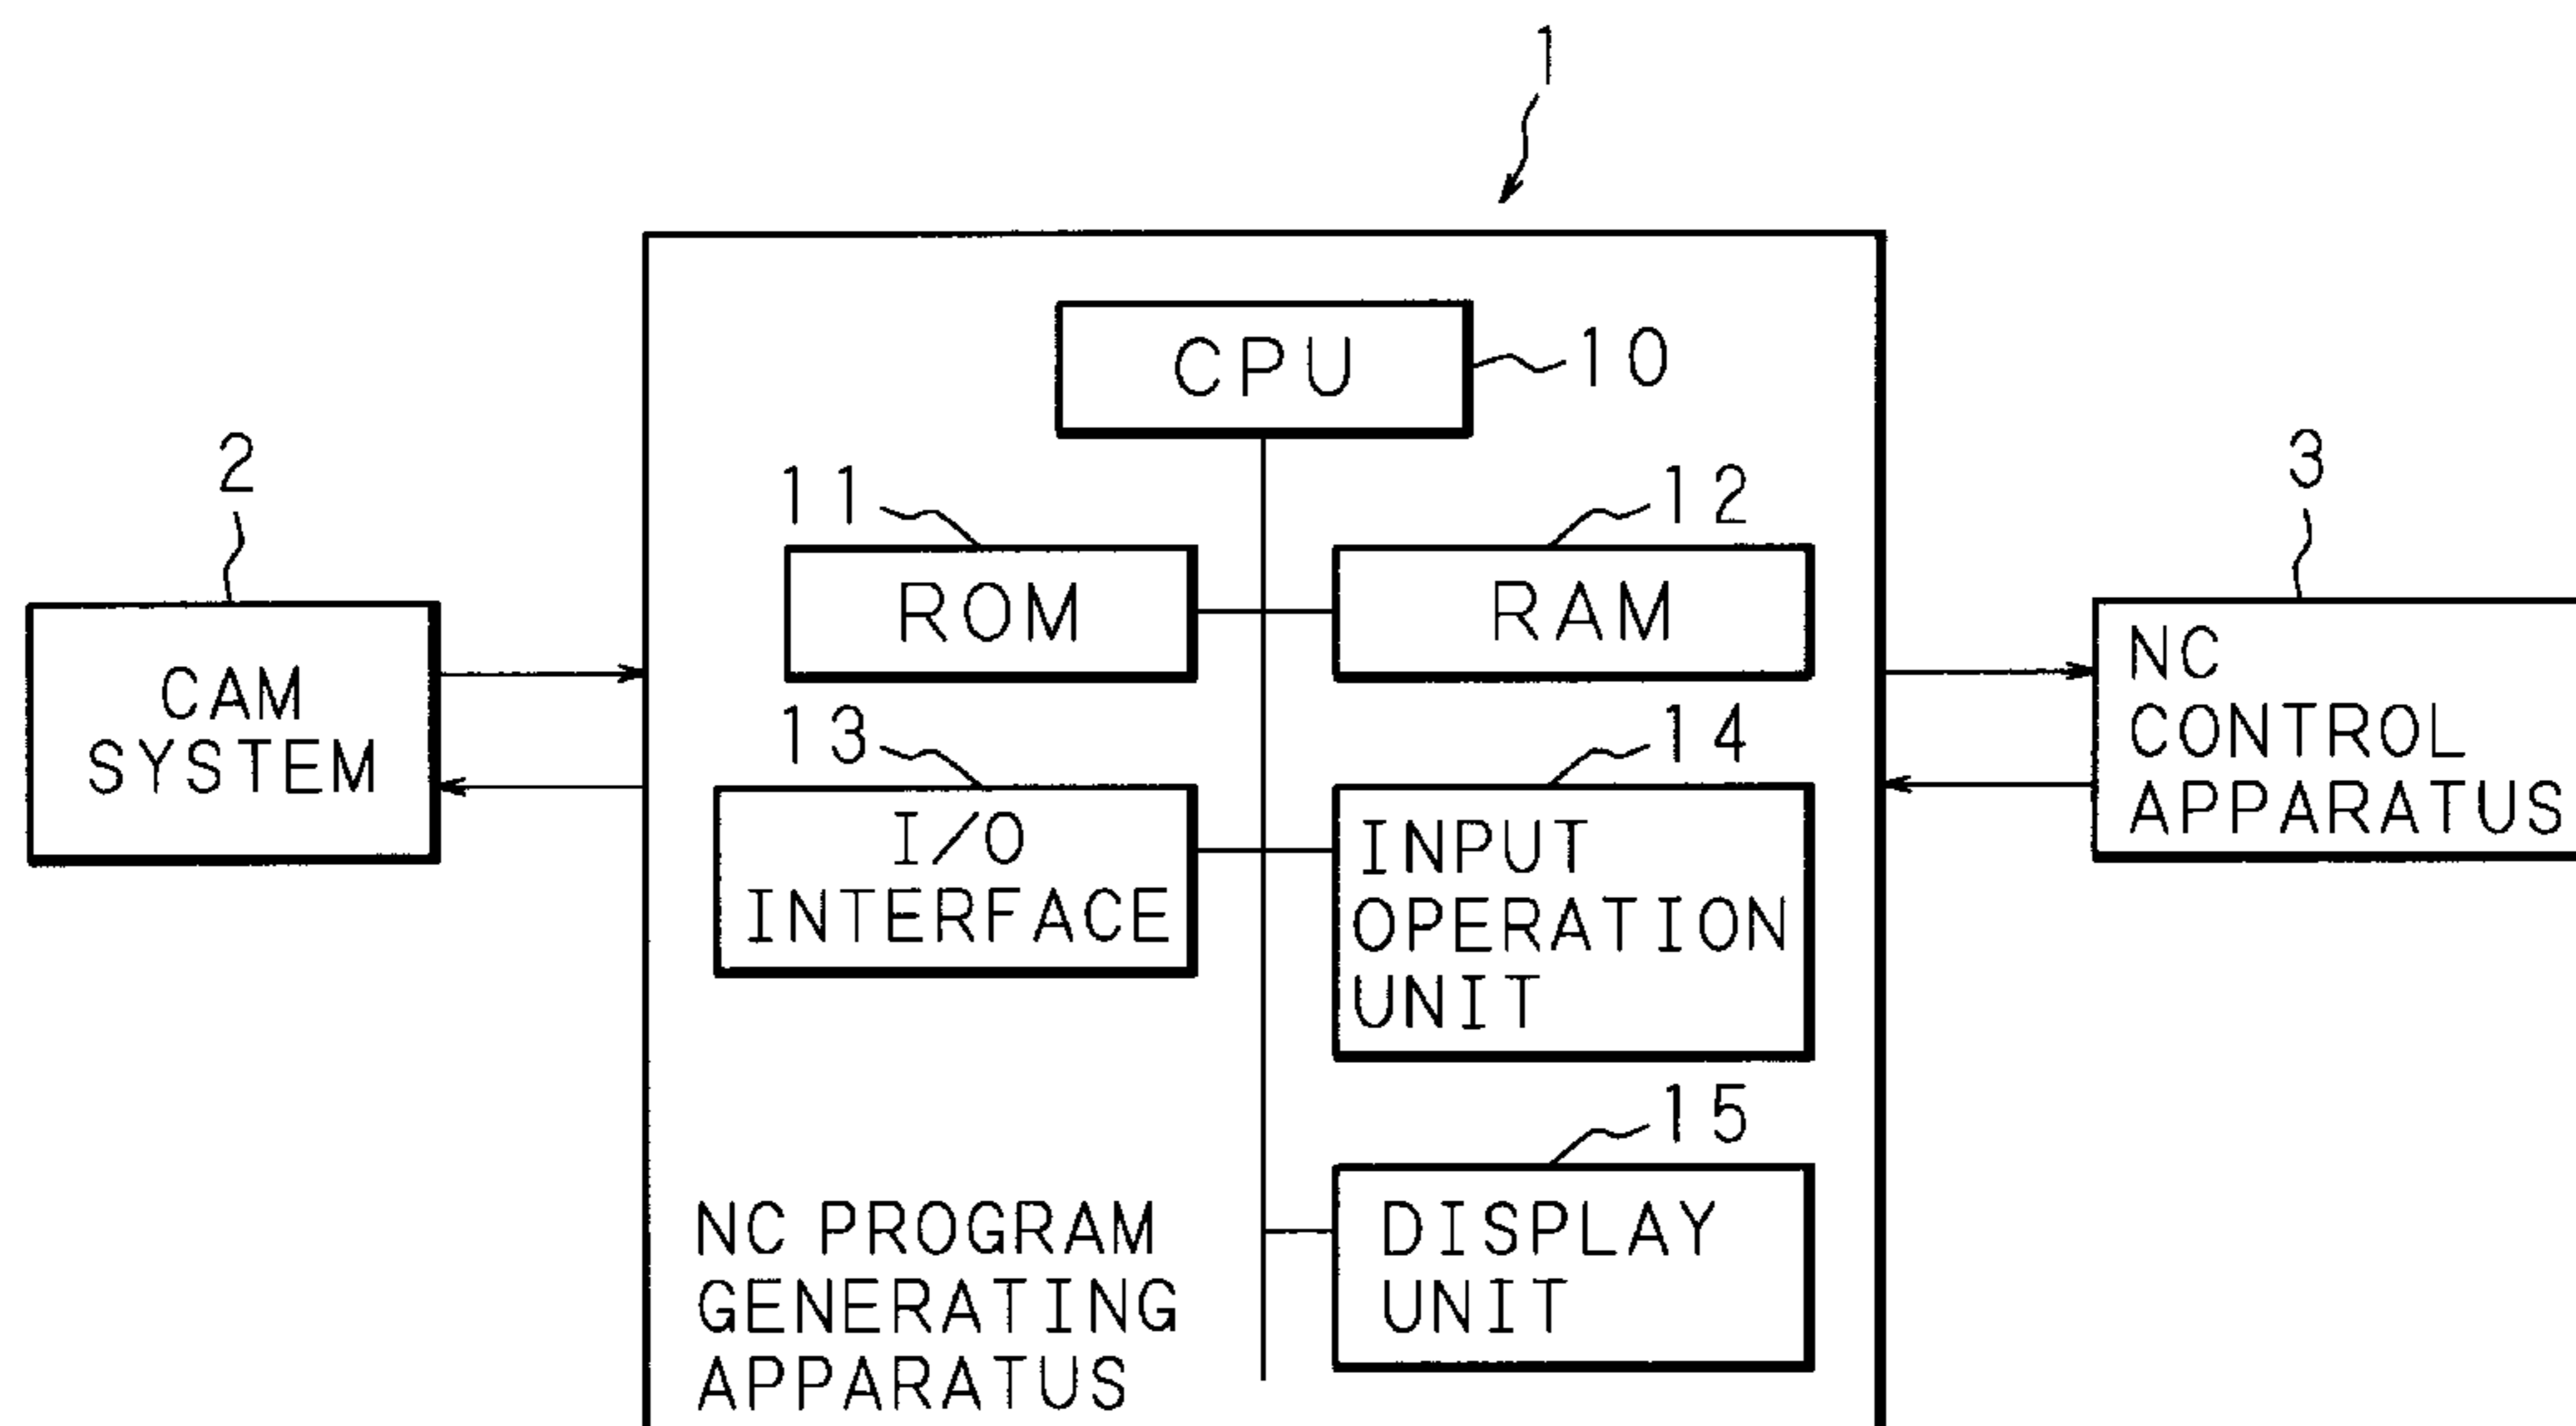 1
CPU
10
2
11
12
3
ROM
RAM
CAM
SYSTEM
NC
CONTROL
APPARATUS
13
14
I/O
INTERFACE
INPUT
OPERATION
UNIT
15
NC PROGRAM
GENERATING
APPARATUS
DISPLAY
UNIT